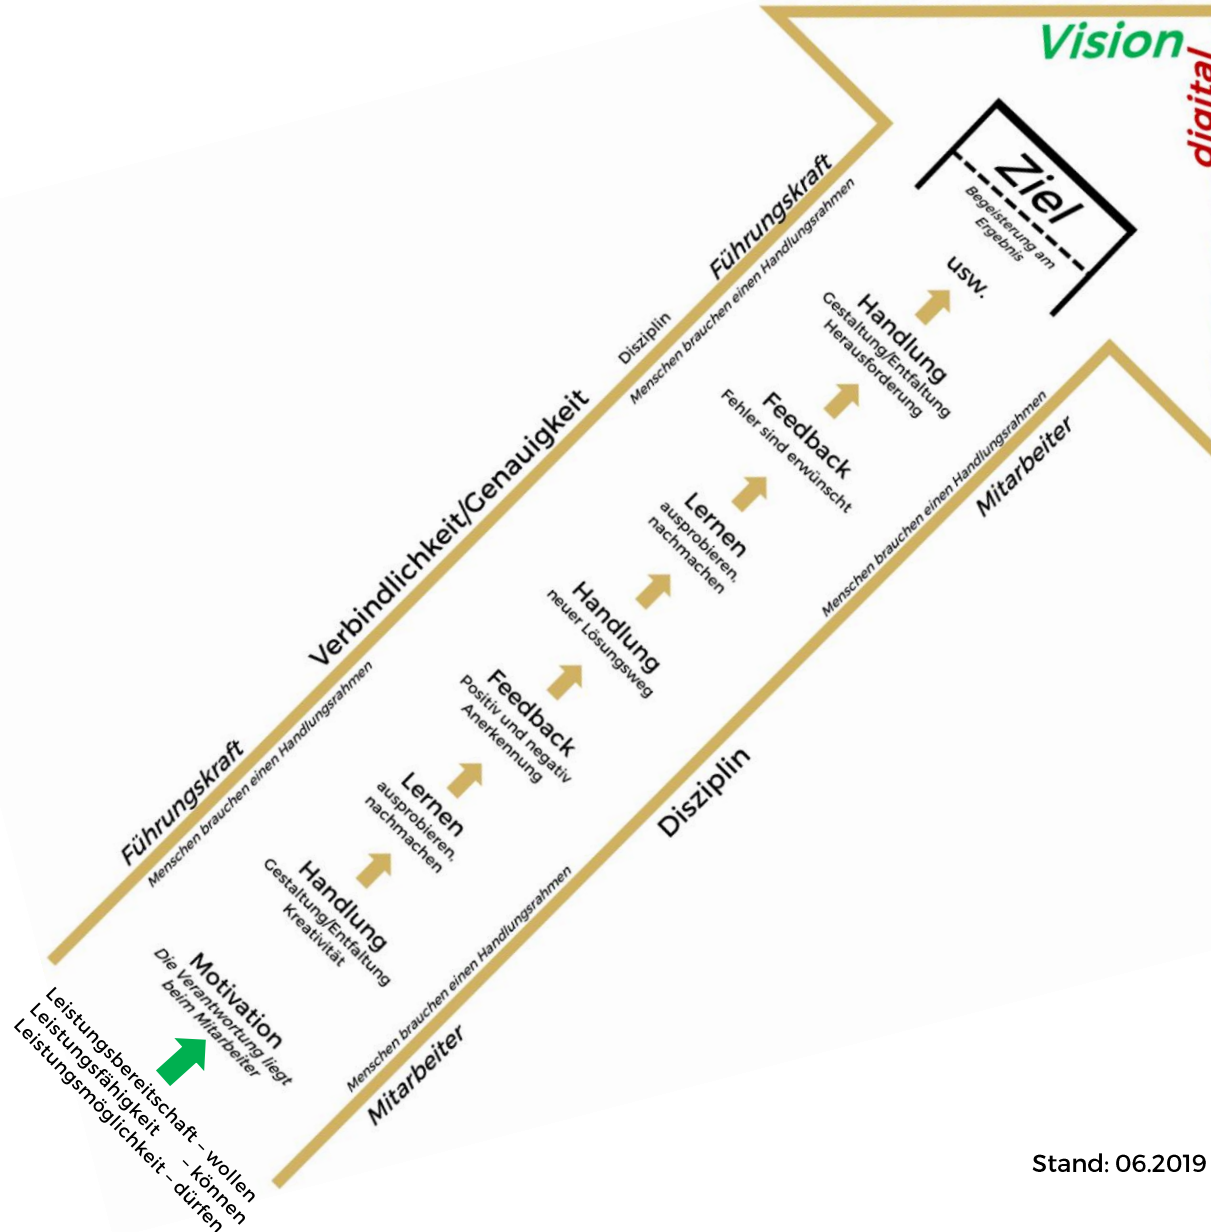 Vision
digital
Ziel
Begeisterung am
Ergebnis
usw.
Handlung
Gestaltung/Entfaltung
Herausforderung
Feedback
Fehler sind erwünscht
Lernen
ausprobieren,
nachmachen
Handlung
neuer Lösungsweg
Feedback
Positiv und negativ
Anerkennung
Lernen
ausprobieren,
nachmachen
Handlung
Gestaltung/Entfaltung
Kreativität
Motivation
Die Verantwortung liegt
beim Mitarbeiter
Leistungsbereitschaft – wollen
Leistungsfähigkeit – können
Leistungsmöglichkeit – dürfen
Führungskraft
Menschen brauchen einen Handlungsrahmen
Disziplin
Verbindlichkeit/Genauigkeit
Führungskraft
Menschen brauchen einen Handlungsrahmen
Menschen brauchen einen Handlungsrahmen
Mitarbeiter
Disziplin
Menschen brauchen einen Handlungsrahmen
Mitarbeiter
Stand: 06.2019